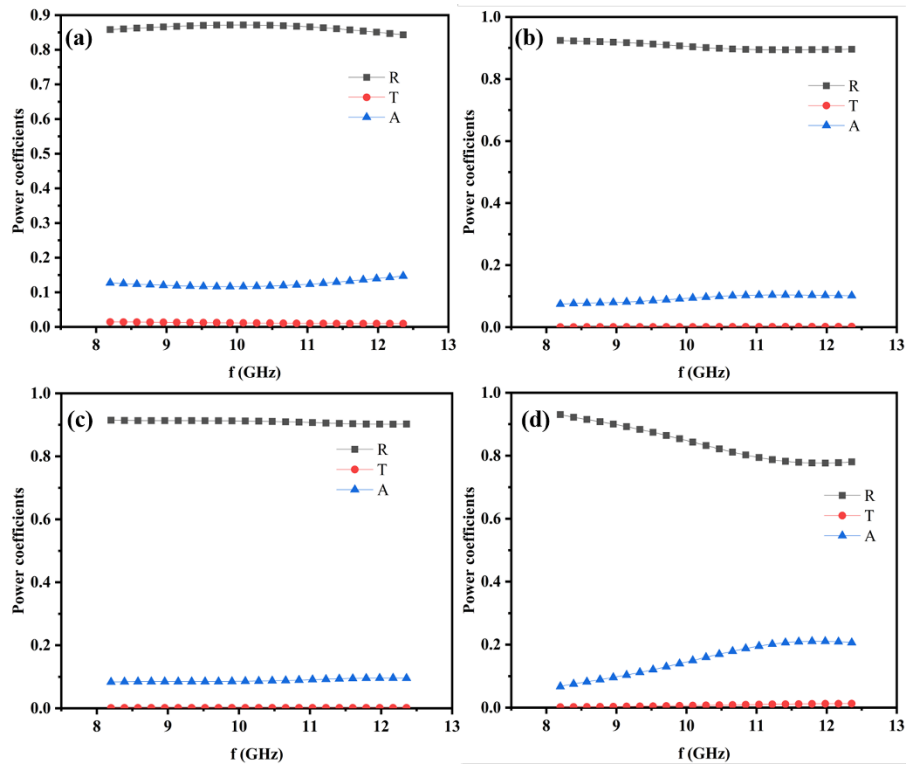 (a)
Power coefficients
0.9
0.8
0.7
0.6
0.5
0.4
0.3
0.2
0.1
0.0
R
T
A
8 9 10 11 12 13
f (GHz)
(b)
Power coefficients
1.0
0.8
0.6
0.4
0.2
0.0
R
T
A
8 9 10 11 12 13
f (GHz)
(c)
Power coefficients
1.0
0.8
0.6
0.4
0.2
0.0
R
T
A
8 9 10 11 12 13
f (GHz)
(d)
Power coefficients
1.0
0.8
0.6
0.4
0.2
0.0
R
T
A
8 9 10 11 12 13
f (GHz)